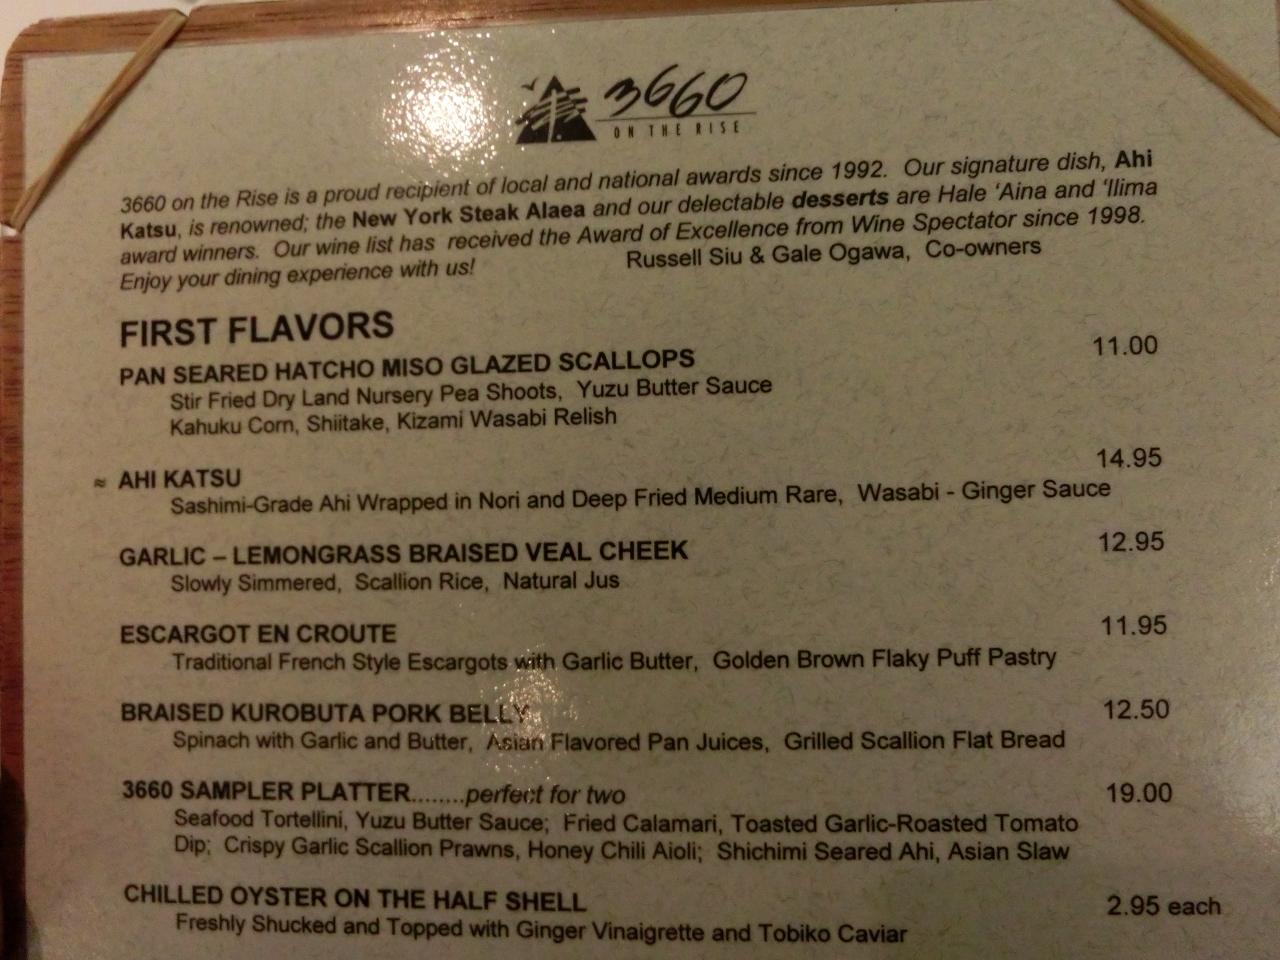 3660
ON THE RISE
3660 on the Rise is a proud recipient of local and national awards since 1992. Our signature dish, Ahi
Katsu, is renowned; the New York Steak Alaea and our delectable desserts are Hale ‘Aina and ‘Ilima
award winners. Our wine list has received the Award of Excellence from Wine Spectator since 1998.
Enjoy your dining experience with us! Russell Siu & Gale Ogawa, Co-owners
FIRST FLAVORS
PAN SEARED HATCHO MISO GLAZED SCALLOPS 11.00
Stir Fried Dry Land Nursery Pea Shoots, Yuzu Butter Sauce
Kahuku Corn, Shiitake, Kizami Wasabi Relish
≈ AHI KATSU 14.95
Sashimi-Grade Ahi Wrapped in Nori and Deep Fried Medium Rare, Wasabi - Ginger Sauce
GARLIC – LEMONGRASS BRAISED VEAL CHEEK 12.95
Slowly Simmered, Scallion Rice, Natural Jus
ESCARGOT EN CROUTE 11.95
Traditional French Style Escargots with Garlic Butter, Golden Brown Flaky Puff Pastry
BRAISED KUROBUTA PORK BELLY 12.50
Spinach with Garlic and Butter, Asian Flavored Pan Juices, Grilled Scallion Flat Bread
3660 SAMPLER PLATTER........perfect for two 19.00
Seafood Tortellini, Yuzu Butter Sauce; Fried Calamari, Toasted Garlic-Roasted Tomato
Dip; Crispy Garlic Scallion Prawns, Honey Chili Aioli; Shichimi Seared Ahi, Asian Slaw
CHILLED OYSTER ON THE HALF SHELL 2.95 each
Freshly Shucked and Topped with Ginger Vinaigrette and Tobiko Caviar